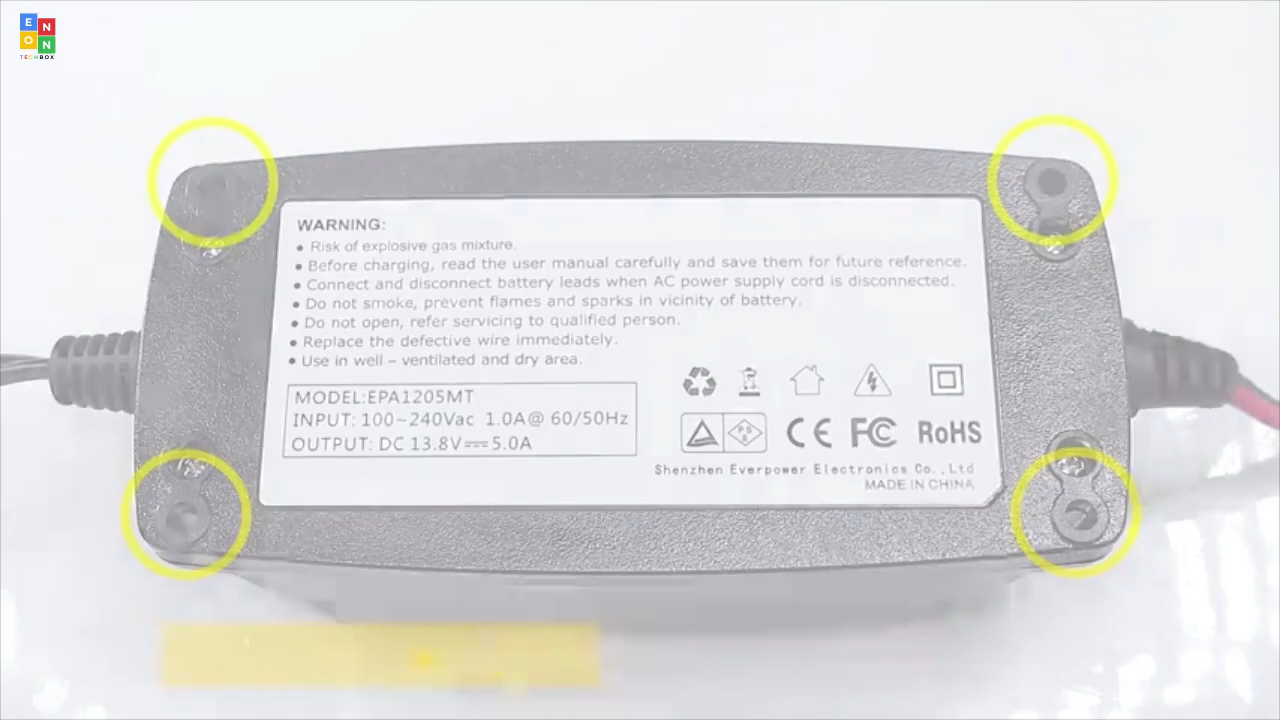 E N
O N
TECHBOX
WARNING:
• Risk of explosive gas mixture.
• Before charging, read the user manual carefully and save them for future reference.
• Connect and disconnect battery leads when AC power supply cord is disconnected.
• Do not smoke, prevent flames and sparks in vicinity of battery.
• Do not open, refer servicing to qualified person.
• Replace the defective wire immediately.
• Use in well – ventilated and dry area.
MODEL:EPA1205MT
INPUT: 100~240Vac 1.0A@ 60/50Hz
OUTPUT: DC 13.8V⎓5.0A
PS
E
CE FC RoHS
Shenzhen Everpower Electronics Co.,Ltd
MADE IN CHINA